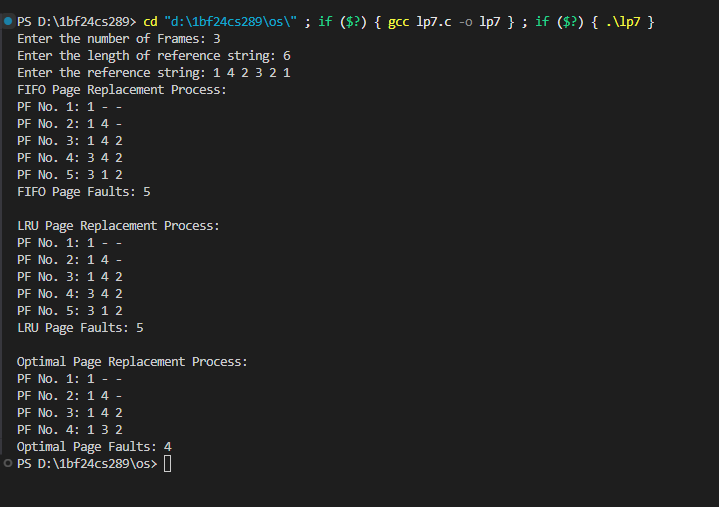 PS D:\1bf24cs289> cd "d:\1bf24cs289\os\" ; if ($?) { gcc lp7.c -o lp7 } ; if ($?) { .\lp7 }
Enter the number of Frames: 3
Enter the length of reference string: 6
Enter the reference string: 1 4 2 3 2 1
FIFO Page Replacement Process:
PF No. 1: 1 - -
PF No. 2: 1 4 -
PF No. 3: 1 4 2
PF No. 4: 3 4 2
PF No. 5: 3 1 2
FIFO Page Faults: 5

LRU Page Replacement Process:
PF No. 1: 1 - -
PF No. 2: 1 4 -
PF No. 3: 1 4 2
PF No. 4: 3 4 2
PF No. 5: 3 1 2
LRU Page Faults: 5

Optimal Page Replacement Process:
PF No. 1: 1 - -
PF No. 2: 1 4 -
PF No. 3: 1 4 2
PF No. 4: 1 3 2
Optimal Page Faults: 4
PS D:\1bf24cs289\os>